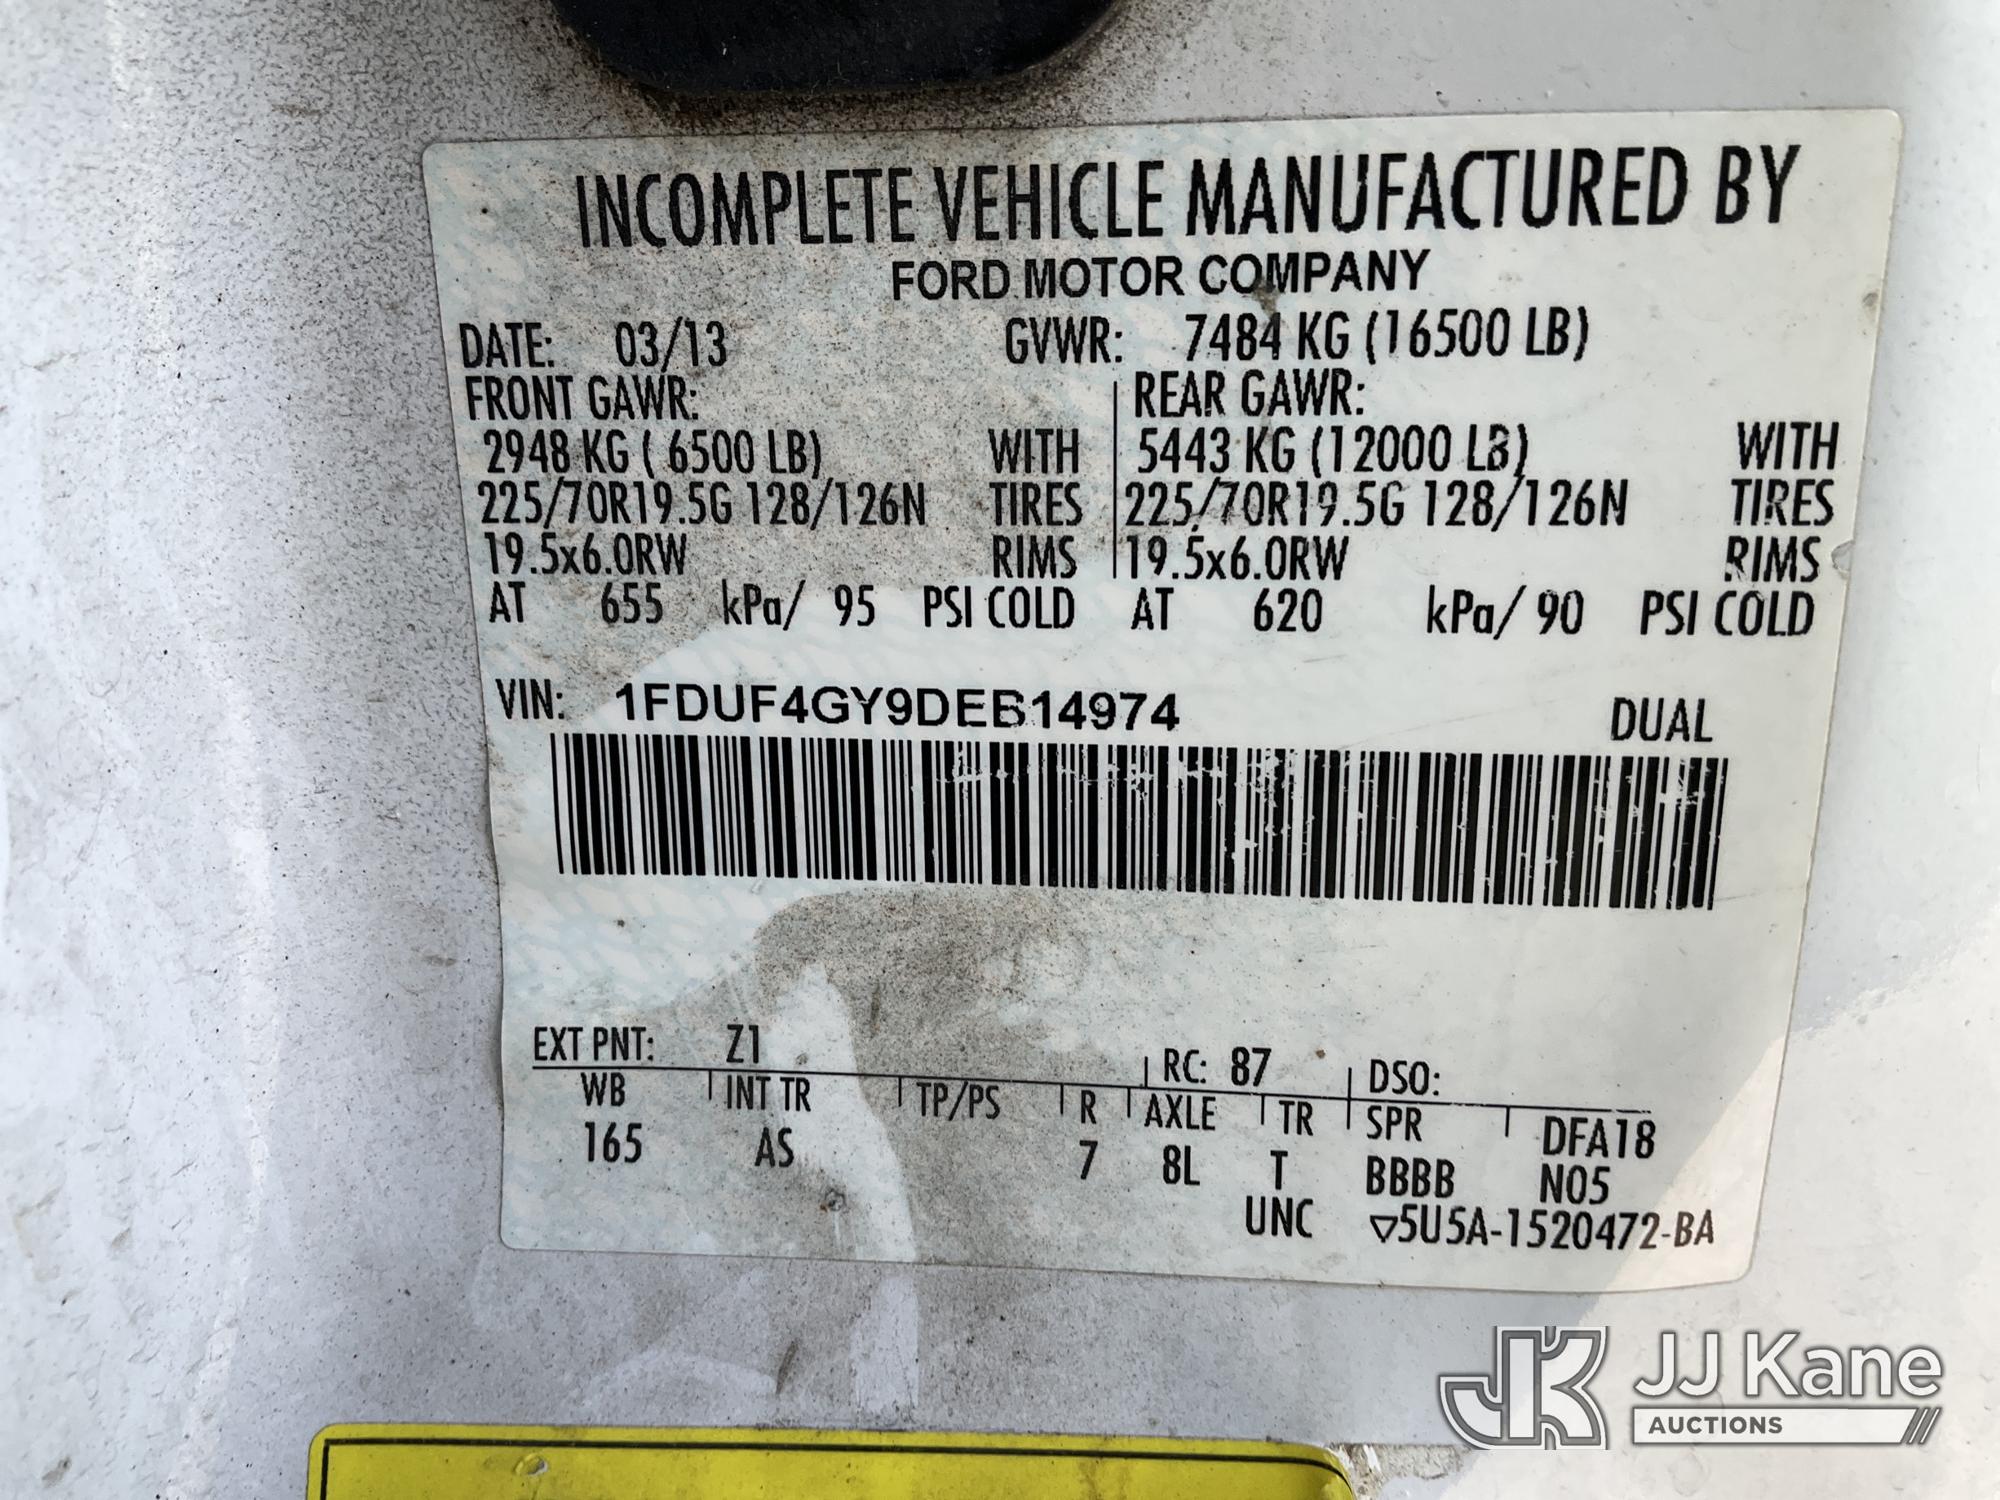 INCOMPLETE VEHICLE MANUFACTURED BY
FORD MOTOR COMPANY
DATE: 03/13 GVWR: 7484 KG (16500 LB)
FRONT GAWR: REAR GAWR:
2948 KG ( 6500 LB) WITH 5443 KG (12000 LB) WITH
225/70R19.5G 128/126N TIRES 225/70R19.5G 128/126N TIRES
19.5x6.0RW RIMS 19.5x6.0RW RIMS
AT 655 kPa/ 95 PSI COLD AT 620 kPa/ 90 PSI COLD
VIN: 1FDUF4GY9DEB14974 DUAL
EXT PNT: Z1 RC: 87 DSO:
WB INT TR TP/PS R AXLE TR SPR DFA18
165 AS 7 8L T BBBB N05
UNC ▽5U5A-1520472-BA
JK JJ Kane
AUCTIONS